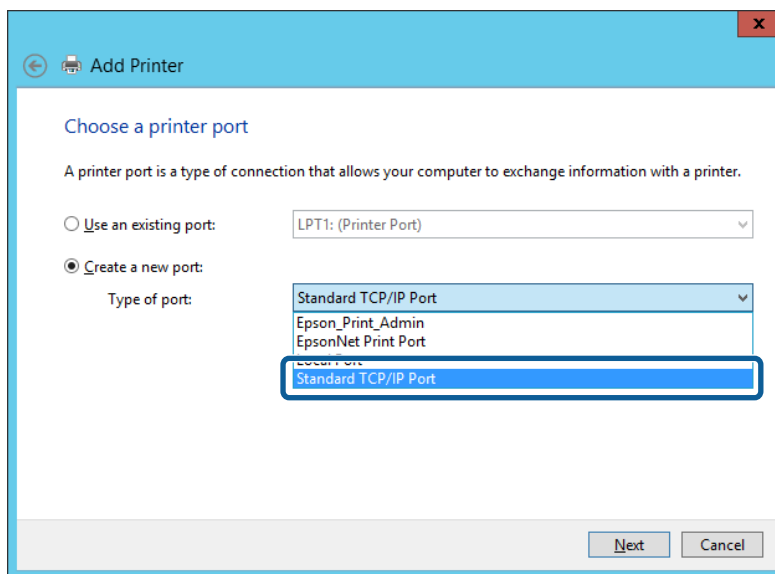 x
Add Printer
Choose a printer port
A printer port is a type of connection that allows your computer to exchange information with a printer.
Use an existing port: LPT1: (Printer Port)
Create a new port:
Type of port: Standard TCP/IP Port
Epson_Print_Admin
EpsonNet Print Port
Local Port
Standard TCP/IP Port
Next Cancel